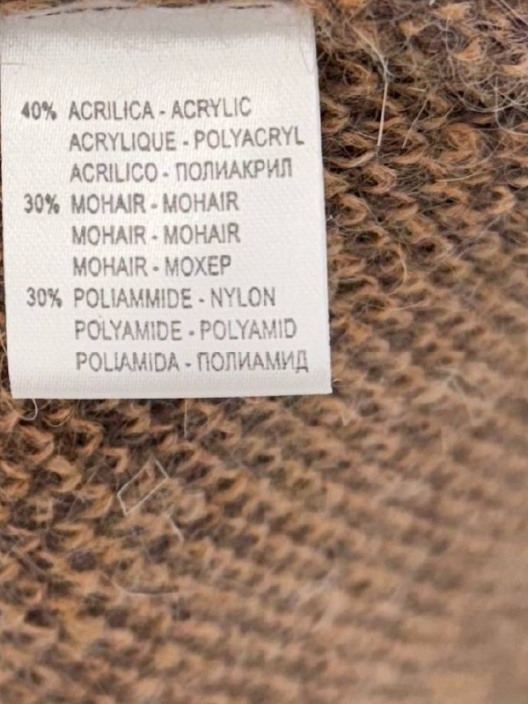 40% ACRILICA - ACRYLIC
ACRYLIQUE - POLYACRYL
ACRILICO - ПОЛИАКРИЛ
30% MOHAIR - MOHAIR
MOHAIR - MOHAIR
MOHAIR - МОХЕР
30% POLIAMMIDE - NYLON
POLYAMIDE - POLYAMID
POLIAMIDA - ПОЛИАМИД